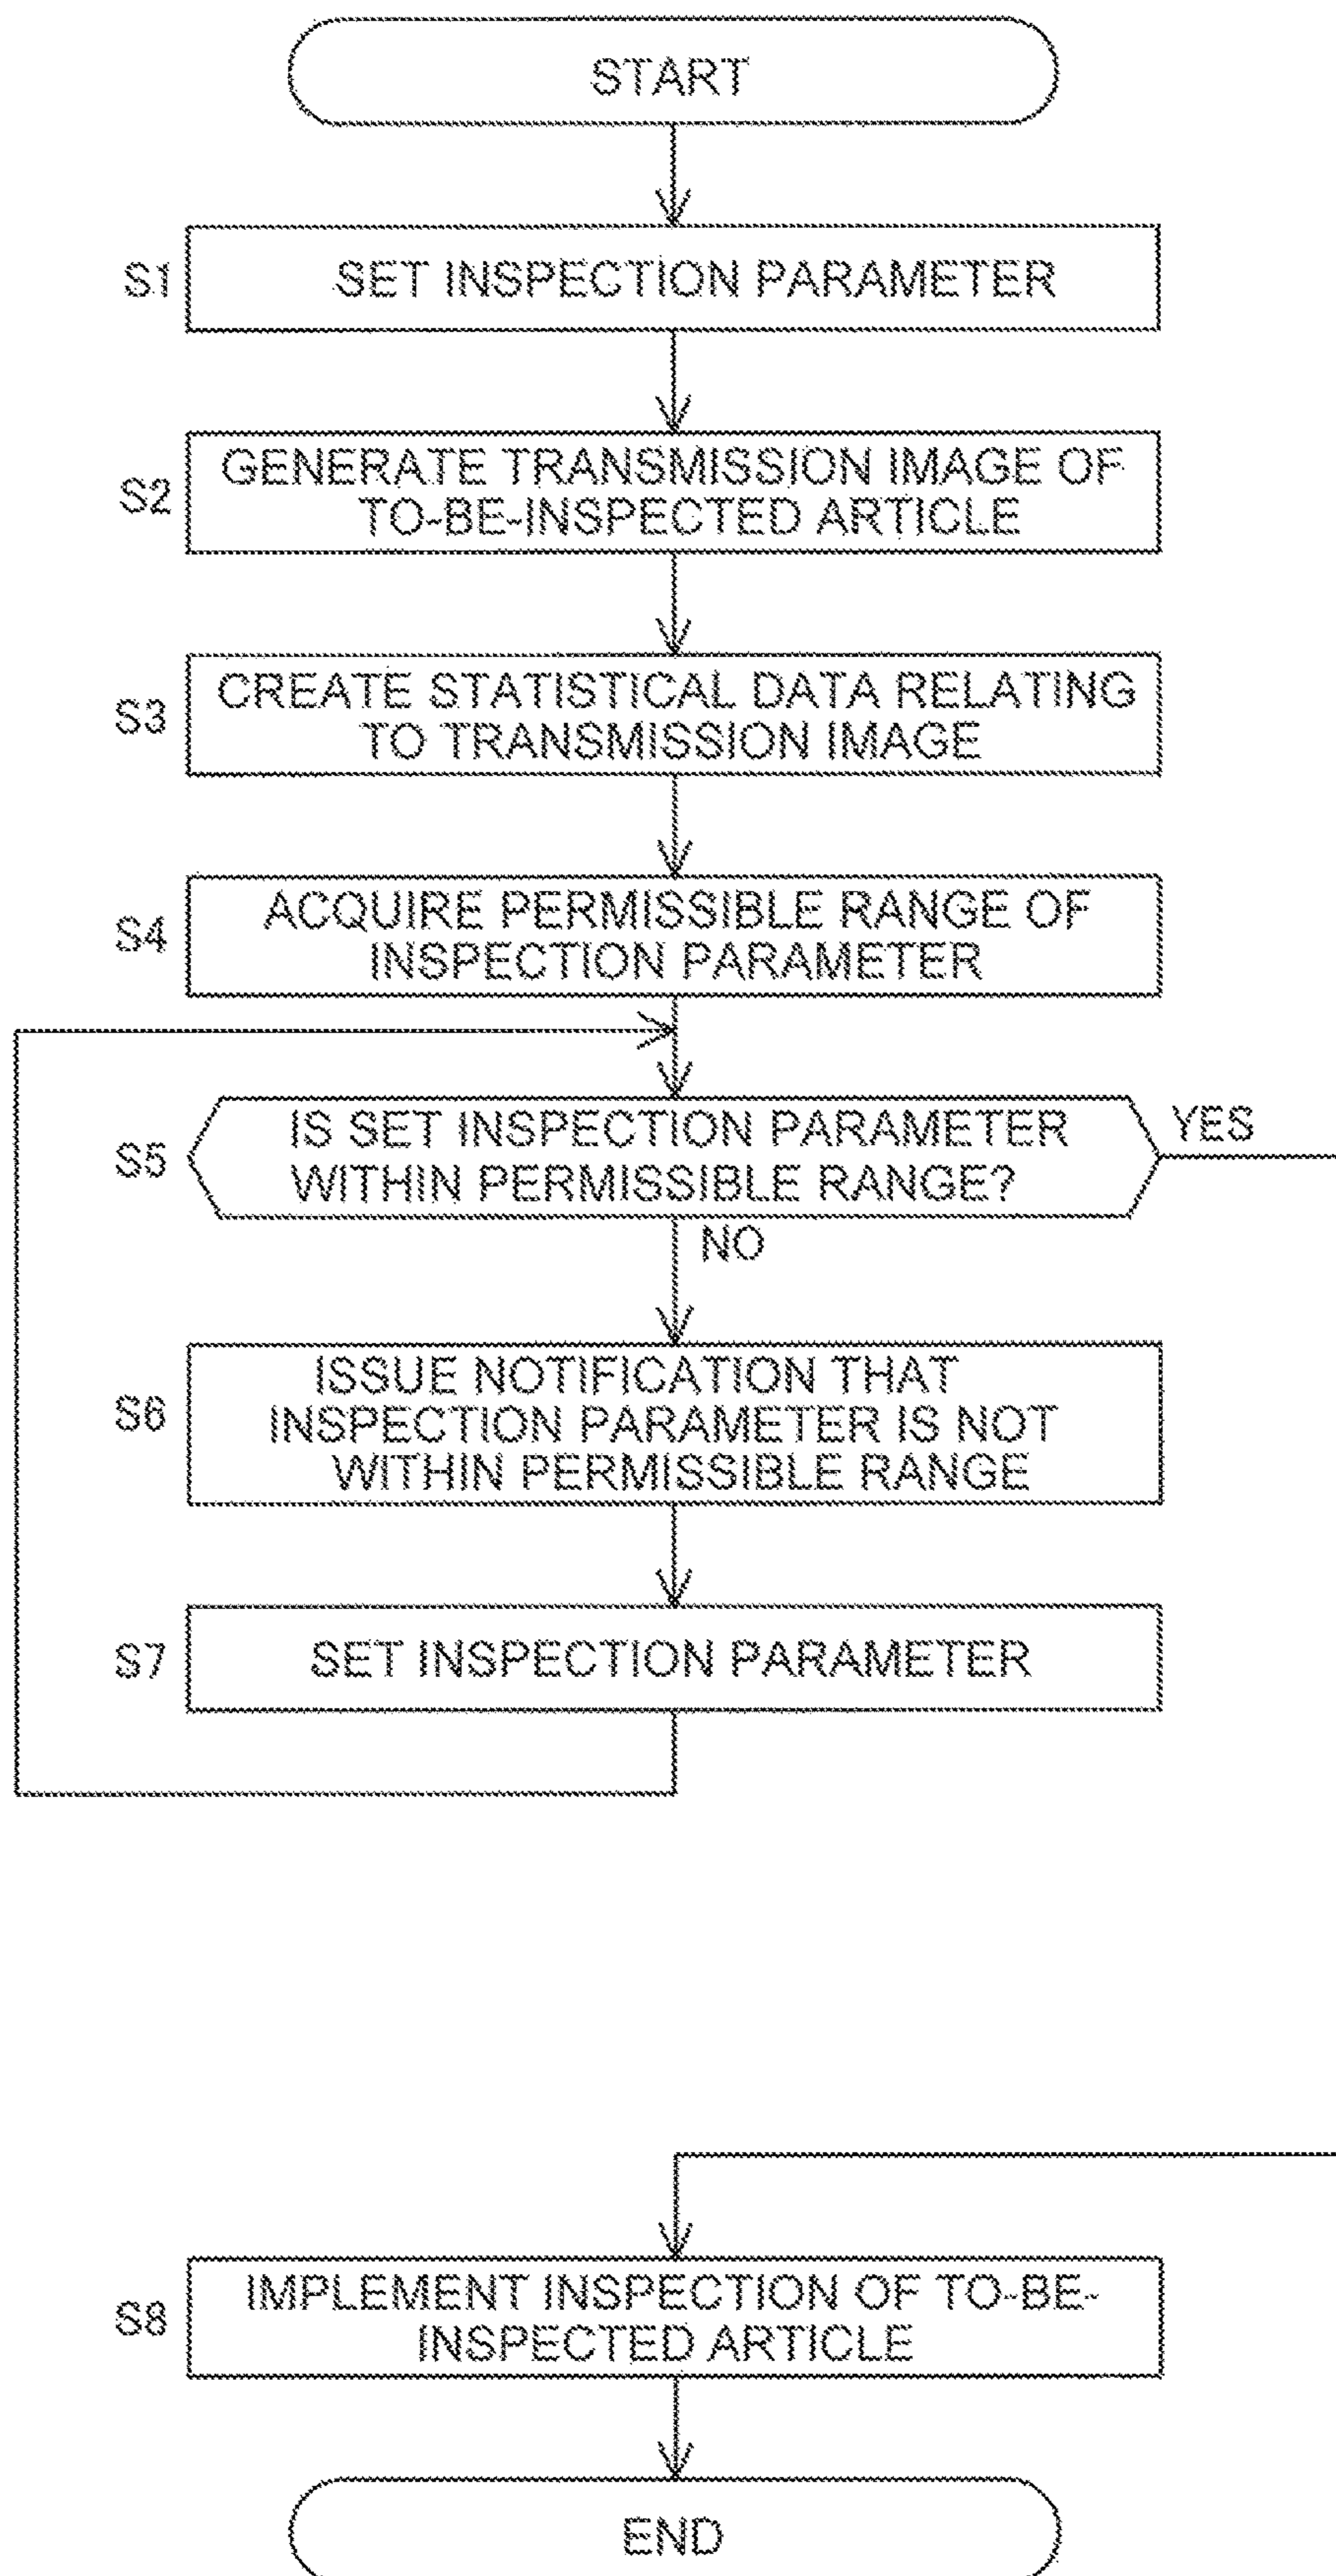 START
S1
SET INSPECTION PARAMETER
S2
GENERATE TRANSMISSION IMAGE OF
TO-BE-INSPECTED ARTICLE
S3
CREATE STATISTICAL DATA RELATING
TO TRANSMISSION IMAGE
S4
ACQUIRE PERMISSIBLE RANGE OF
INSPECTION PARAMETER
S5
IS SET INSPECTION PARAMETER
WITHIN PERMISSIBLE RANGE?
YES
NO
S6
ISSUE NOTIFICATION THAT
INSPECTION PARAMETER IS NOT
WITHIN PERMISSIBLE RANGE
S7
SET INSPECTION PARAMETER
S8
IMPLEMENT INSPECTION OF TO-BE-
INSPECTED ARTICLE
END